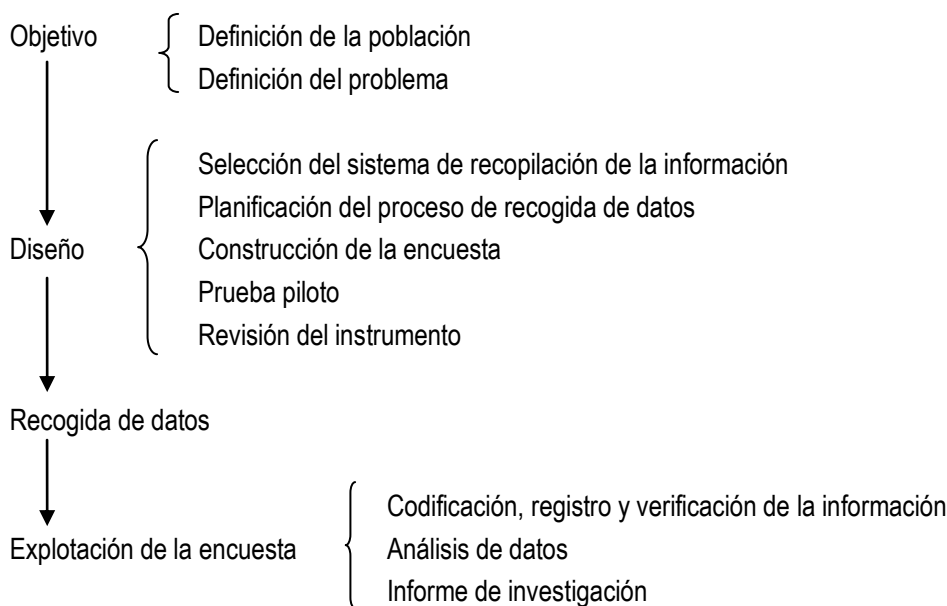 Objetivo
Definición de la población
Definición del problema
Selección del sistema de recopilación de la información
Planificación del proceso de recogida de datos
Diseño
Construcción de la encuesta
Prueba piloto
Revisión del instrumento
Recogida de datos
Codificación, registro y verificación de la información
Explotación de la encuesta
Análisis de datos
Informe de investigación